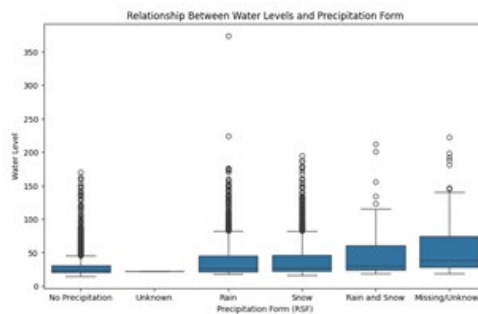 Relationship Between Water Levels and Precipitation Form
350
300
250
200
150
100
50
0
Water Level
No Precipitation Unknown Rain Snow Rain and Snow Missing/Unknown
Precipitation Form (RSF)